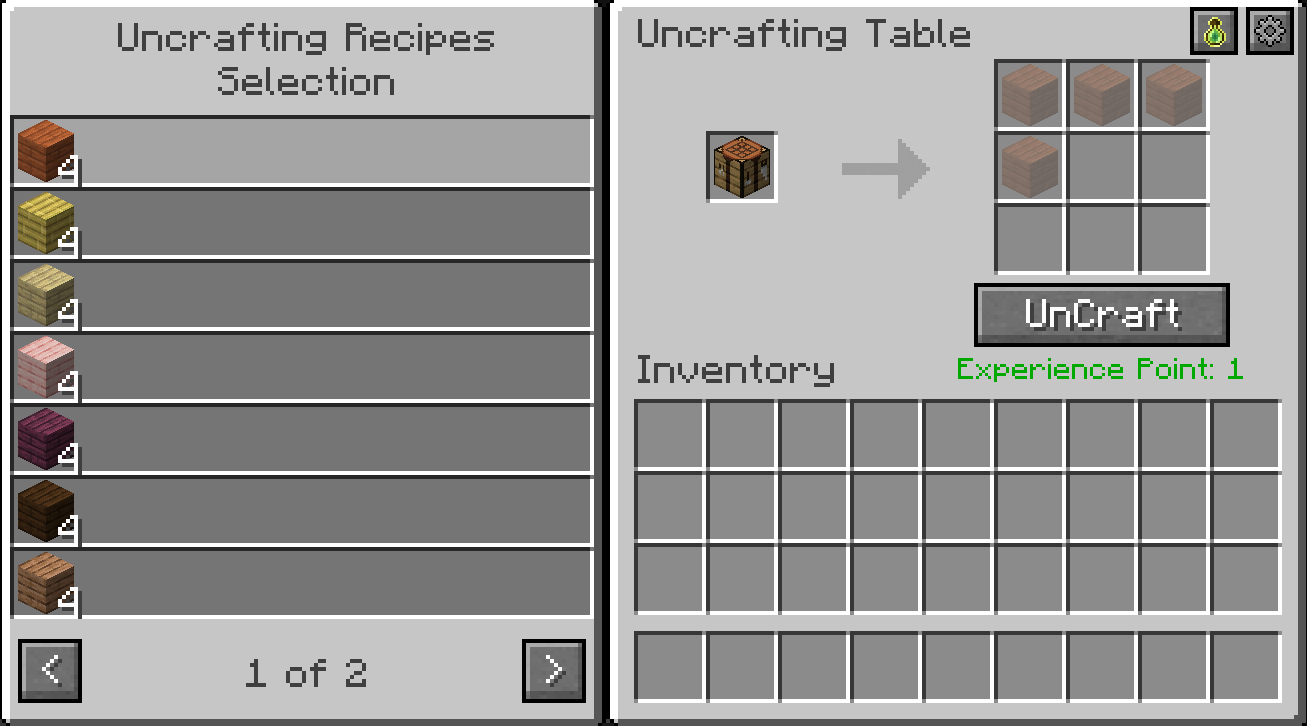 Uncrafting Recipes
Selection
4
4
4
4
4
4
4
1 of 2
Uncrafting Table
UnCraft
Inventory
Experience Point: 1